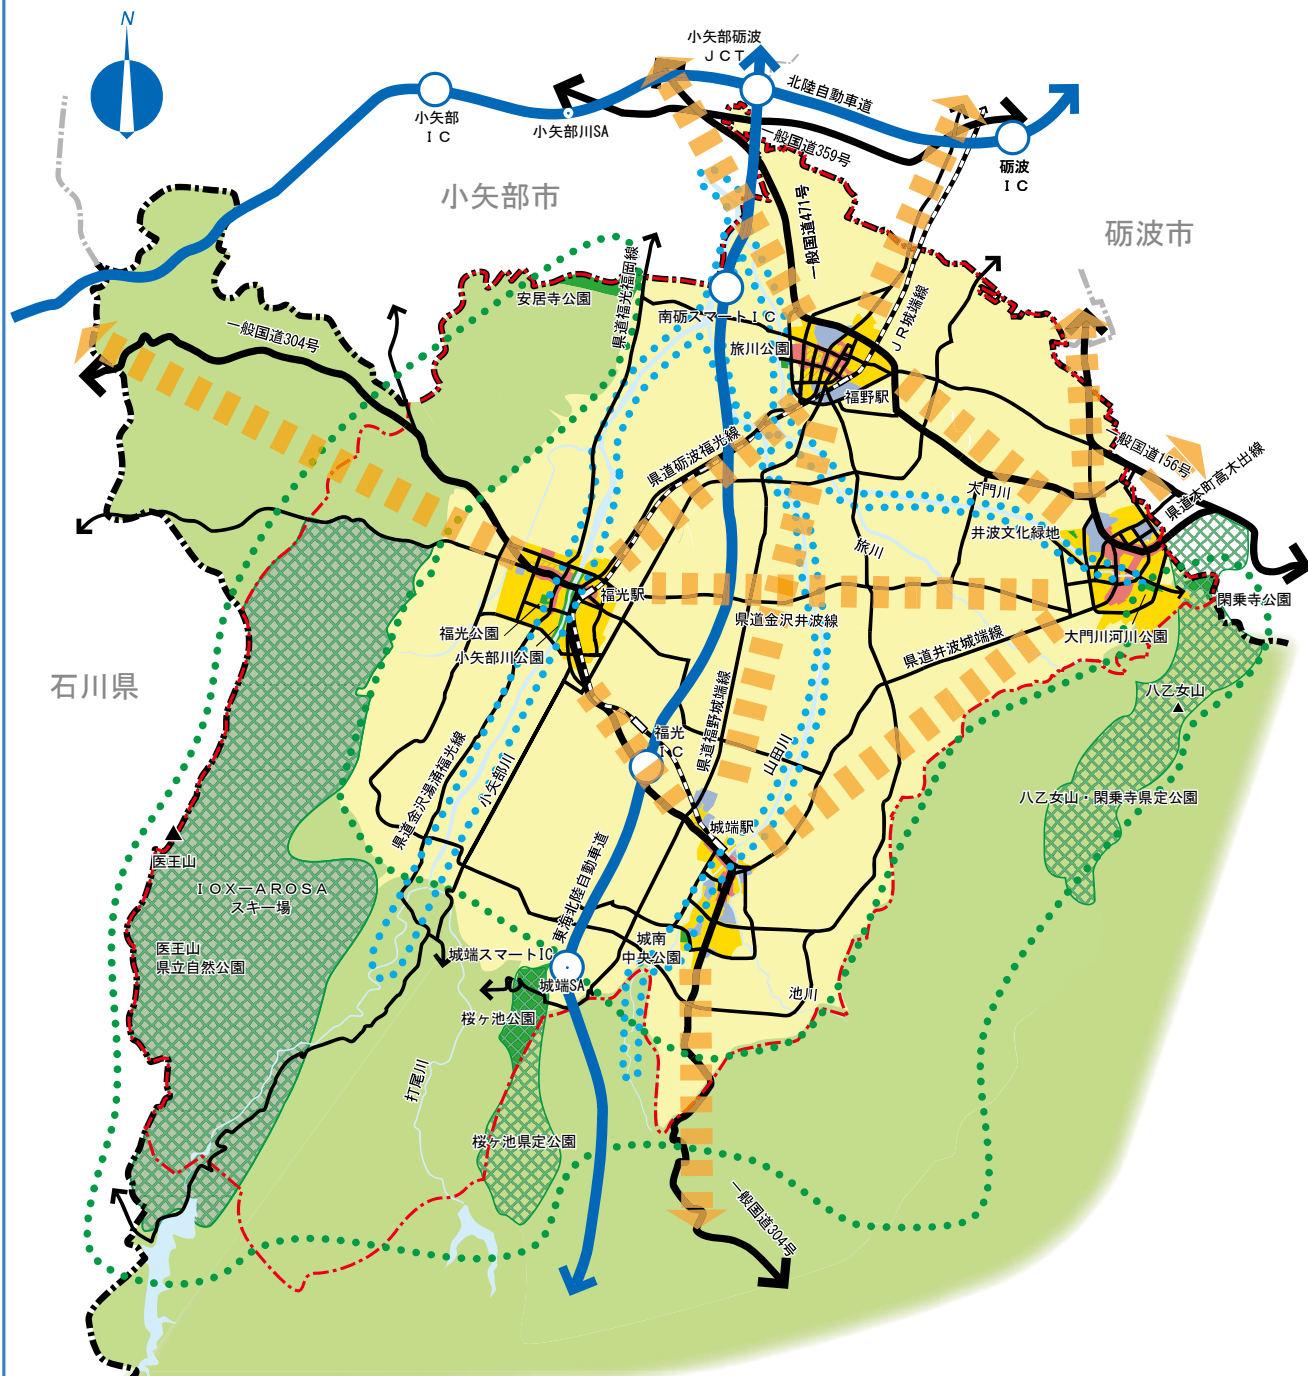 N
小矢部砺波
ＪＣＴ
北陸自動車道
小矢部
ＩＣ
小矢部川SA
一般国道359号
砺波
ＩＣ
小矢部市
砺波市
一般国道471号
県道福光福岡線
安居寺公園
南砺スマートＩＣ
ＪＲ城端線
一般国道304号
旅川公園
福野駅
県道砺波福光線
一般国道156号
県道本町高木出線
大門川
井波文化緑地
旅川
福光駅
閑乗寺公園
県道金沢井波線
福光公園
大門川河川公園
小矢部川公園
県道井波城端線
石川県
八乙女山
県道福野城端線
福光
ＩＣ
山田川
県道金沢湯涌福光線
小矢部川
八乙女山・閑乗寺県定公園
城端駅
医王山
ＩＯＸ－ＡＲＯＳＡ
スキー場
東海北陸自動車道
医王山
県立自然公園
城南
中央公園
城端スマートIC
城端SA
池川
桜ヶ池公園
打尾川
桜ヶ池県定公園
一般国道304号